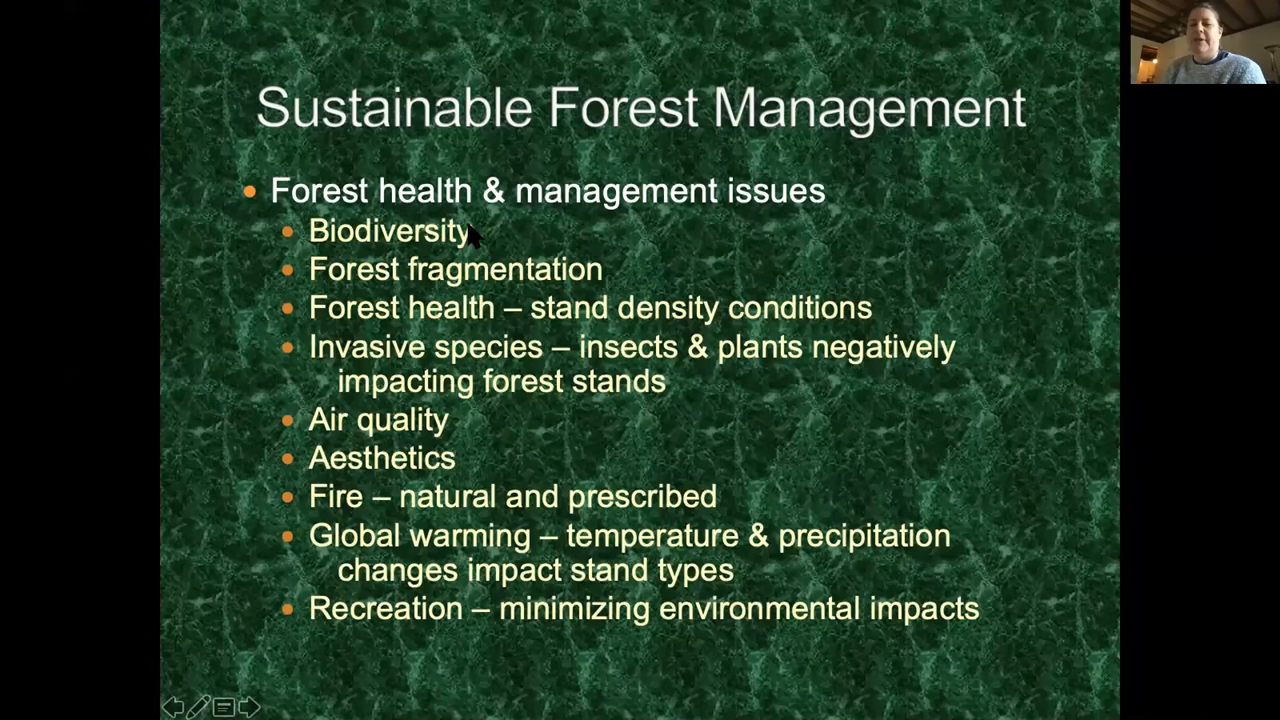 Sustainable Forest Management
• Forest health & management issues
• Biodiversity
• Forest fragmentation
• Forest health – stand density conditions
• Invasive species – insects & plants negatively
impacting forest stands
• Air quality
• Aesthetics
• Fire – natural and prescribed
• Global warming – temperature & precipitation
changes impact stand types
• Recreation – minimizing environmental impacts